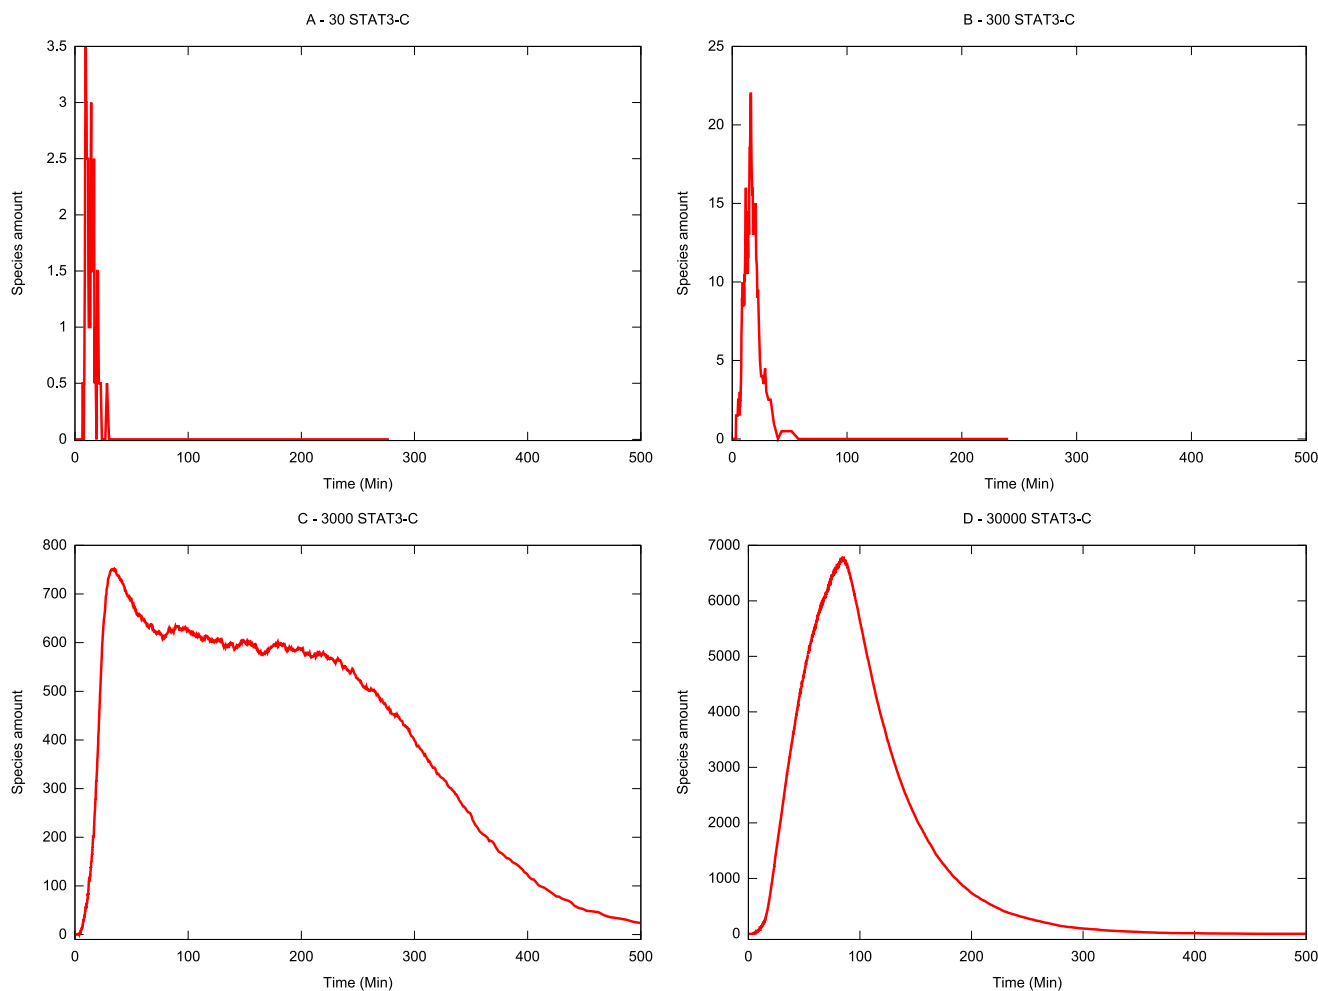 A - 30 STAT3-C
3.5
3
2.5
2
1.5
1
0.5
0
Species amount
0 100 200 300 400 500
Time (Min)
B - 300 STAT3-C
25
20
15
10
5
0
Species amount
0 100 200 300 400 500
Time (Min)
C - 3000 STAT3-C
800
700
600
500
400
300
200
100
0
Species amount
0 100 200 300 400 500
Time (Min)
D - 30000 STAT3-C
7000
6000
5000
4000
3000
2000
1000
0
Species amount
0 100 200 300 400 500
Time (Min)